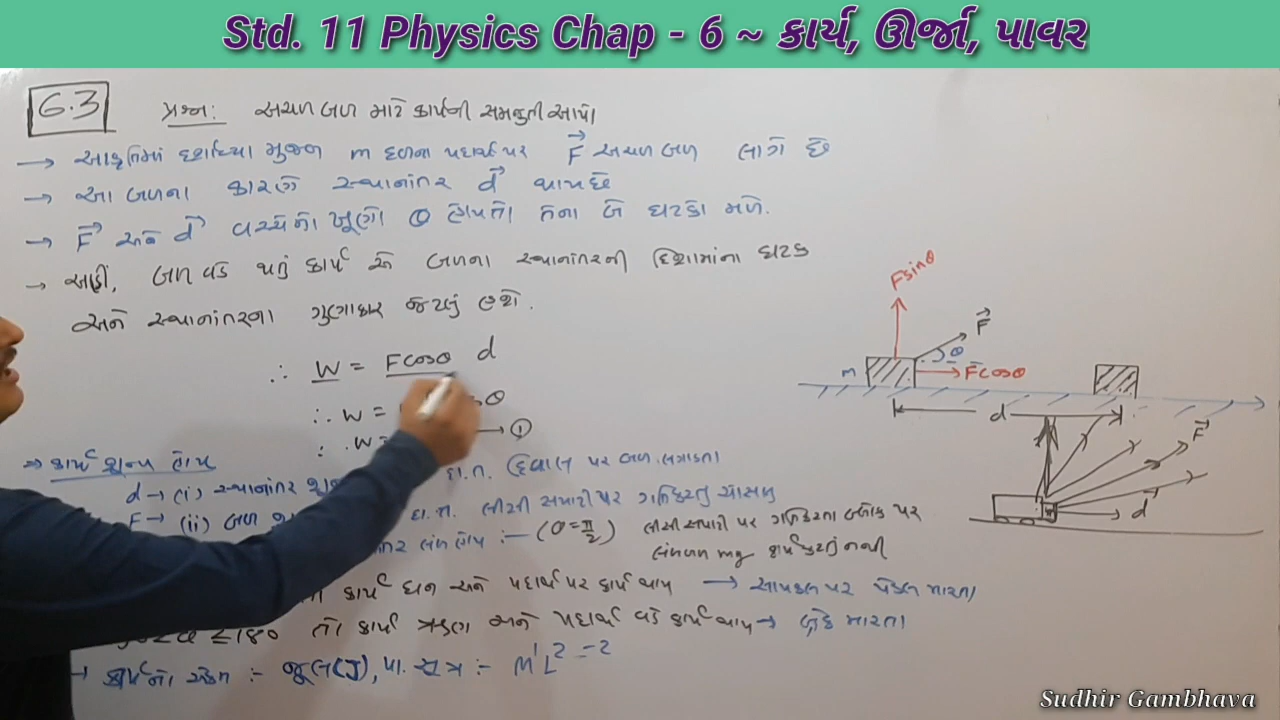 Std. 11 Physics Chap - 6 ~ કાર્ય, ઊર્જા, પાવર
6.3 પ્રશ્ન: અચળ બળ માટે કાર્યની સમજુતી આપો
→ આકૃતિમાં દર્શાવ્યા મુજબ m દળના પદાર્થ પર F⃗ અચળ બળ લાગે છે
→ આ બળના કારણે સ્થાનાંતર d⃗ થાય છે
→ F⃗ અને d⃗ વચ્ચેનો ખૂણો θ હોય તો તેના બે ઘટકો મળે.
→ અહીં, બળ વડે થતું કાર્ય એ બળના સ્થાનાંતરની દિશામાંના ઘટક
અને સ્થાનાંતરના ગુણાકાર જેટલું હશે.
∴ W = Fcosθ d
∴ W = θ
∴ W = → ①
⇒ કાર્ય શૂન્ય હોય
d → (i) સ્થાનાંતર દા.ત. દિવાલ પર બળ લગાડતા
F → (ii) બળ દા.ત. લીસી સપાટી પર ગતિ કરતું ચોસલુ
લંબ હોય :— (θ = π/2) લીસી સપાટી પર ગતિ કરતા બ્લોક પર
લંબબળ mg કાર્ય કરતું નથી
કાર્ય ધન અને પદાર્થ પર કાર્ય થાય → સાયકલ પર પેડલ મારતા
≤ 180 તો કાર્ય ઋણ અને પદાર્થ વડે કાર્ય થાય → બ્રેક મારતા
→ કાર્યનો એકમ :- જૂલ (J), પા. સૂત્ર :- M¹L²⁻²
Fsinθ
F⃗
θ
m
Fcosθ
d
F⃗
d⃗
Sudhir Gambhava